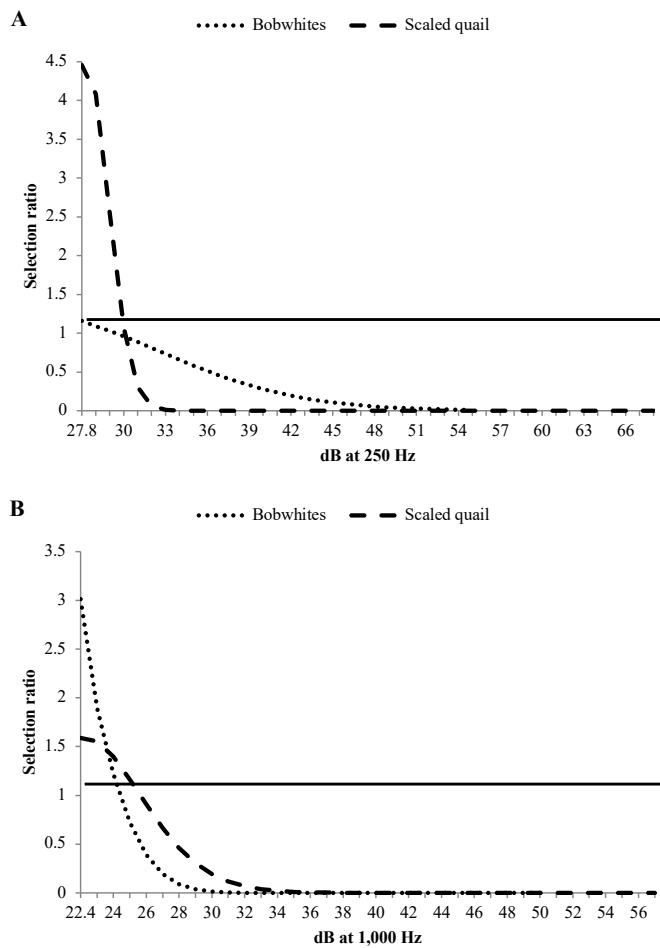 A
Bobwhites Scaled quail
4.5
4
3.5
3
2.5
2
1.5
1
0.5
0
Selection ratio
27.8 30 33 36 39 42 45 48 51 54 57 60 63 66
dB at 250 Hz
B
Bobwhites Scaled quail
3.5
3
2.5
2
1.5
1
0.5
0
Selection ratio
22.4 24 26 28 30 32 34 36 38 40 42 44 46 48 50 52 54 56
dB at 1,000 Hz